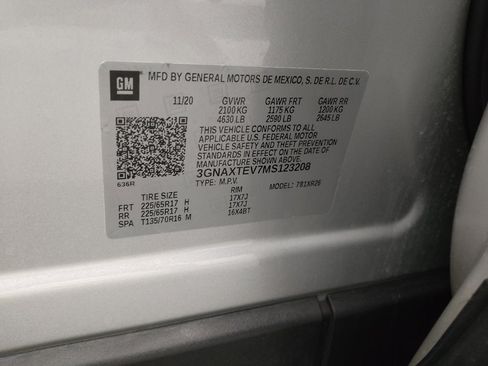 GM
MFD BY GENERAL MOTORS DE MEXICO, S. DE R.L. DE C.V.
11/20 GVWR GAWR FRT GAWR RR
2100 KG 1175 KG 1200 KG
4630 LB 2590 LB 2645 LB
THIS VEHICLE CONFORMS TO ALL
APPLICABLE U.S. FEDERAL MOTOR
VEHICLE SAFETY AND THEFT
PREVENTION STANDARDS IN EFFECT ON
THE DATE OF MANUFACTURE SHOWN ABOVE.
3GNAXTEV7MS123208
636R TYPE: M.P.V. MODEL: 781XR26
TIRE SIZE RIM
FRT 225/65R17 H 17X7J
RR 225/65R17 H 17X7J
SPA T135/70R16 M 16X4BT